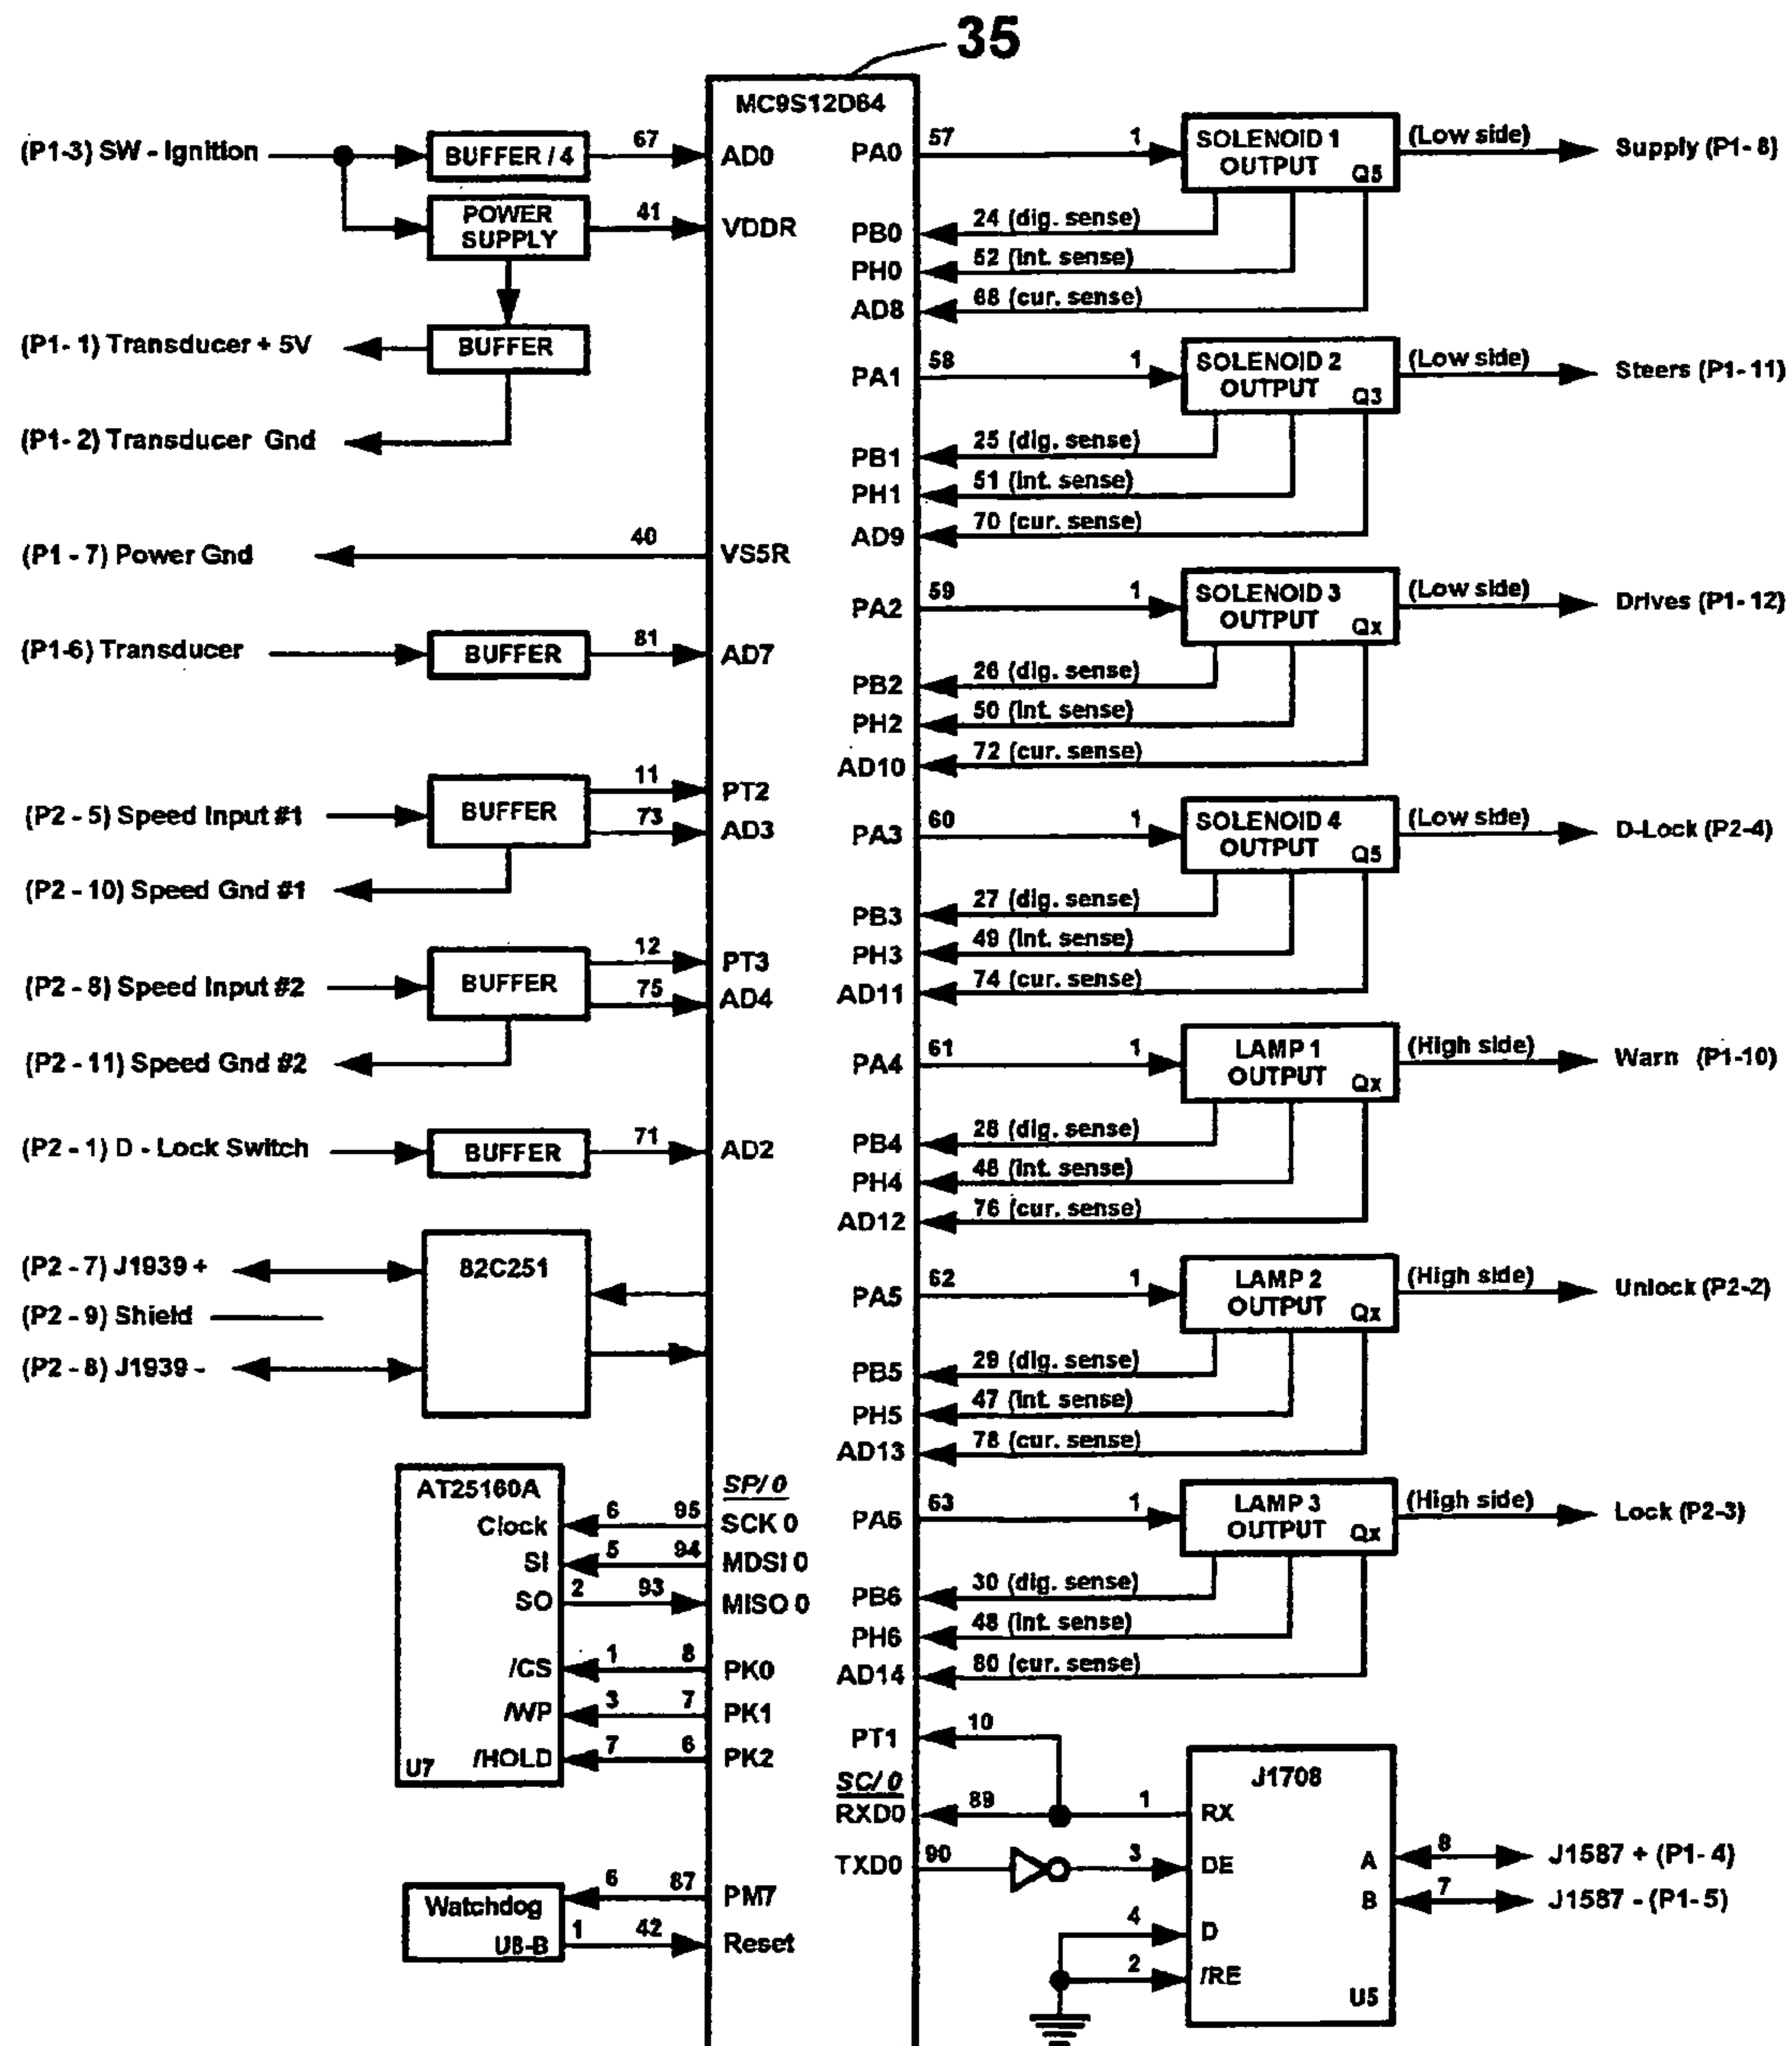 35
MC9S12D64
(P1-3) SW - Ignition
BUFFER / 4
67
AD0
POWER
SUPPLY
41
VDDR
(P1- 1) Transducer + 5V
BUFFER
(P1- 2) Transducer Gnd
(P1 - 7) Power Gnd
40
VS5R
(P1-6) Transducer
BUFFER
81
AD7
(P2 - 5) Speed Input #1
BUFFER
11
PT2
73
AD3
(P2 - 10) Speed Gnd #1
(P2 - 8) Speed Input #2
BUFFER
12
PT3
75
AD4
(P2 - 11) Speed Gnd #2
(P2 - 1) D - Lock Switch
BUFFER
71
AD2
(P2 - 7) J1939 +
82C251
(P2 - 9) Shield
(P2 - 8) J1939 -
AT25160A
SP/ 0
Clock
6
95
SCK 0
SI
5
94
MDSI 0
SO
2
93
MISO 0
/CS
1
8
PK0
/WP
3
7
PK1
/HOLD
7
6
PK2
U7
Watchdog
6
87
PM7
U8-B
1
42
Reset
PA0
57
1
SOLENOID 1
OUTPUT
Q5
(Low side)
Supply (P1- 8)
PB0
24 (dig. sense)
PH0
52 (int. sense)
AD8
68 (cur. sense)
PA1
58
1
SOLENOID 2
OUTPUT
Q3
(Low side)
Steers (P1- 11)
PB1
25 (dig. sense)
PH1
51 (int. sense)
AD9
70 (cur. sense)
PA2
59
1
SOLENOID 3
OUTPUT
Qx
(Low side)
Drives (P1- 12)
PB2
26 (dig. sense)
PH2
50 (int. sense)
AD10
72 (cur. sense)
PA3
60
1
SOLENOID 4
OUTPUT
Q5
(Low side)
D-Lock (P2-4)
PB3
27 (dig. sense)
PH3
49 (int. sense)
AD11
74 (cur. sense)
PA4
61
1
LAMP 1
OUTPUT
Qx
(High side)
Warn (P1-10)
PB4
28 (dig. sense)
PH4
48 (int. sense)
AD12
76 (cur. sense)
PA5
62
1
LAMP 2
OUTPUT
Qx
(High side)
Unlock (P2-2)
PB5
29 (dig. sense)
PH5
47 (int. sense)
AD13
78 (cur. sense)
PA6
63
1
LAMP 3
OUTPUT
Qx
(High side)
Lock (P2-3)
PB6
30 (dig. sense)
PH6
48 (int. sense)
AD14
80 (cur. sense)
PT1
10
J1708
SC/ 0
RXD0
89
1
RX
TXD0
90
3
DE
A
8
J1587 + (P1- 4)
B
7
J1587 - (P1- 5)
4
D
2
/RE
U5